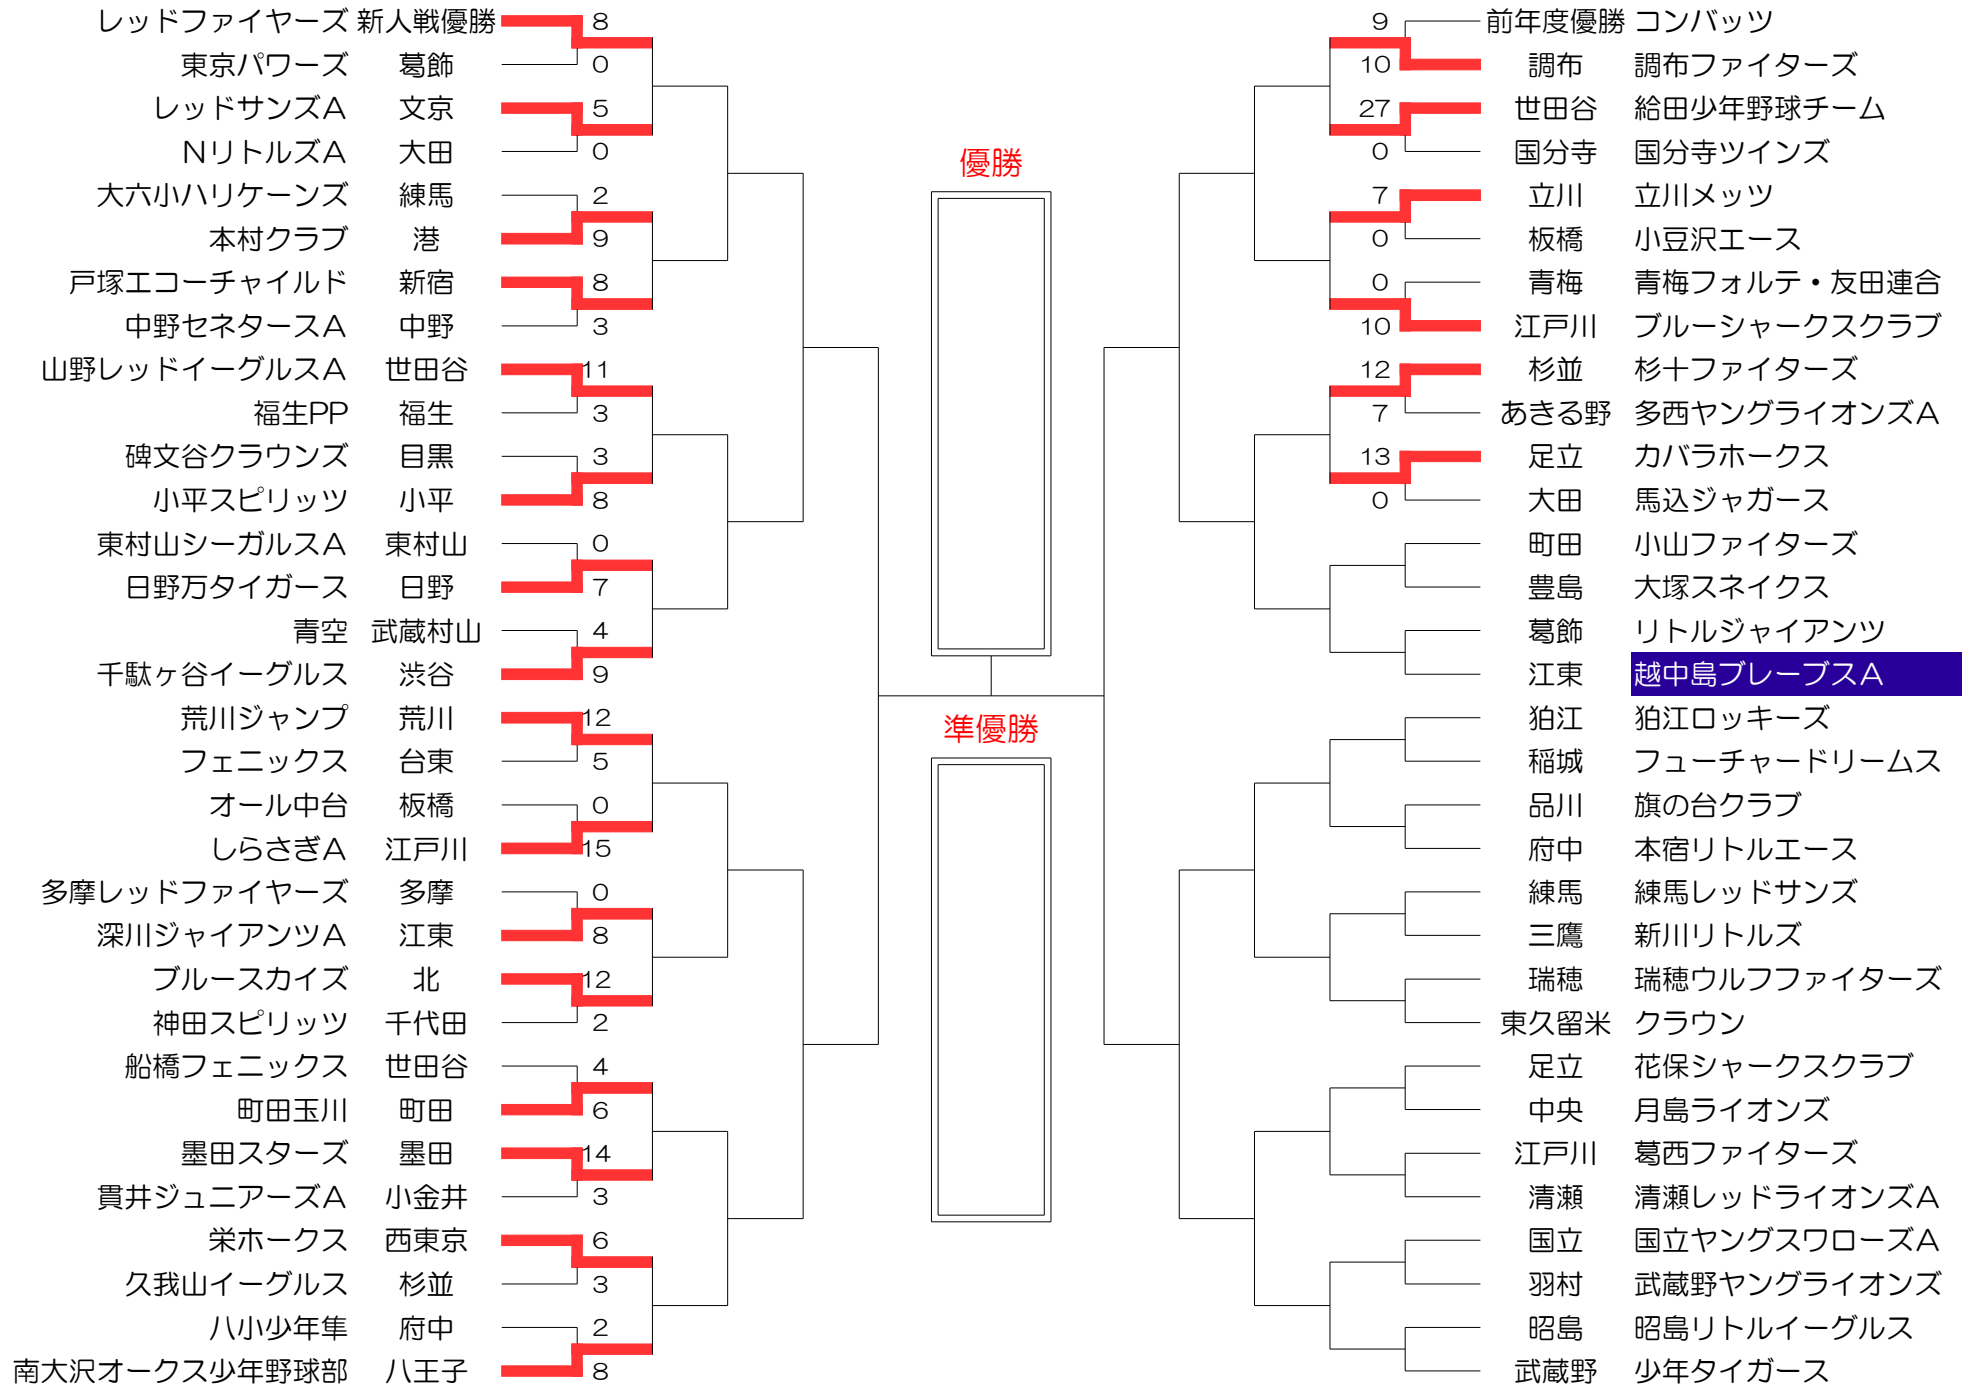 レッドファイヤーズ 新人戦優勝 8
東京パワーズ 葛飾 0
レッドサンズA 文京 5
NリトルズA 大田 0
大六小ハリケーンズ 練馬 2
本村クラブ 港 9
戸塚エコーチャイルド 新宿 8
中野セネタースA 中野 3
山野レッドイーグルスA 世田谷 11
福生PP 福生 3
碑文谷クラウンズ 目黒 3
小平スピリッツ 小平 8
東村山シーガルスA 東村山 0
日野万タイガース 日野 7
青空 武蔵村山 4
千駄ヶ谷イーグルス 渋谷 9
荒川ジャンプ 荒川 12
フェニックス 台東 5
オール中台 板橋 0
しらさぎA 江戸川 15
多摩レッドファイヤーズ 多摩 0
深川ジャイアンツA 江東 8
ブルースカイズ 北 12
神田スピリッツ 千代田 2
船橋フェニックス 世田谷 4
町田玉川 町田 6
墨田スターズ 墨田 14
貫井ジュニアーズA 小金井 3
栄ホークス 西東京 6
久我山イーグルス 杉並 3
八小少年隼 府中 2
南大沢オークス少年野球部 八王子 8
優勝
準優勝
9 前年度優勝 コンバッツ
10 調布 調布ファイターズ
27 世田谷 給田少年野球チーム
0 国分寺 国分寺ツインズ
7 立川 立川メッツ
0 板橋 小豆沢エース
0 青梅 青梅フォルテ・友田連合
10 江戸川 ブルーシャークスクラブ
12 杉並 杉十ファイターズ
7 あきる野 多西ヤングライオンズA
13 足立 カバラホークス
0 大田 馬込ジャガース
町田 小山ファイターズ
豊島 大塚スネイクス
葛飾 リトルジャイアンツ
江東 越中島ブレーブスA
狛江 狛江ロッキーズ
稲城 フューチャードリームス
品川 旗の台クラブ
府中 本宿リトルエース
練馬 練馬レッドサンズ
三鷹 新川リトルズ
瑞穂 瑞穂ウルフファイターズ
東久留米 クラウン
足立 花保シャークスクラブ
中央 月島ライオンズ
江戸川 葛西ファイターズ
清瀬 清瀬レッドライオンズA
国立 国立ヤングスワローズA
羽村 武蔵野ヤングライオンズ
昭島 昭島リトルイーグルス
武蔵野 少年タイガース